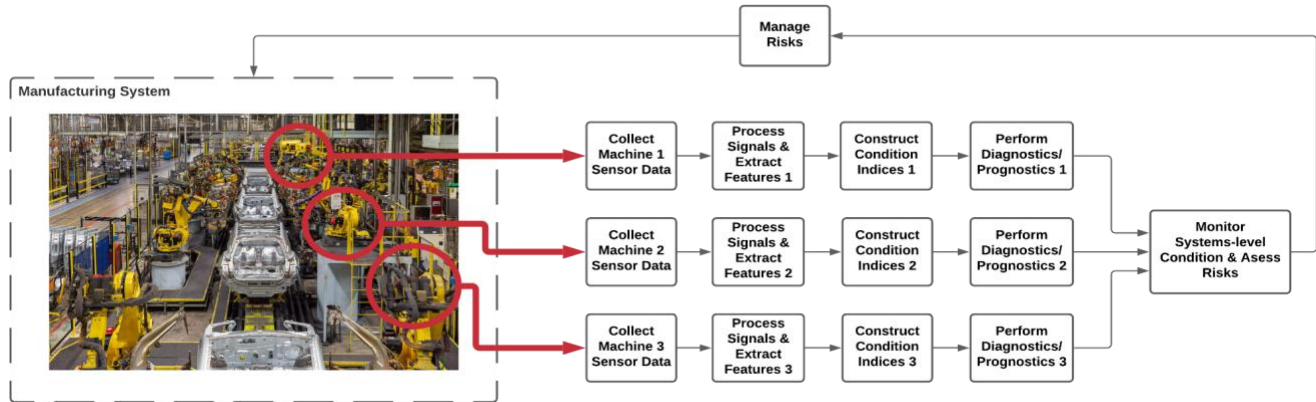 Manage
Risks
Manufacturing System
Collect
Machine 1
Sensor Data
Process
Signals &
Extract
Features 1
Construct
Condition
Indices 1
Perform
Diagnostics/
Prognostics 1
Collect
Machine 2
Sensor Data
Process
Signals &
Extract
Features 2
Construct
Condition
Indices 2
Perform
Diagnostics/
Prognostics 2
Monitor
Systems-level
Condition & Asess
Risks
Collect
Machine 3
Sensor Data
Process
Signals &
Extract
Features 3
Construct
Condition
Indices 3
Perform
Diagnostics/
Prognostics 3